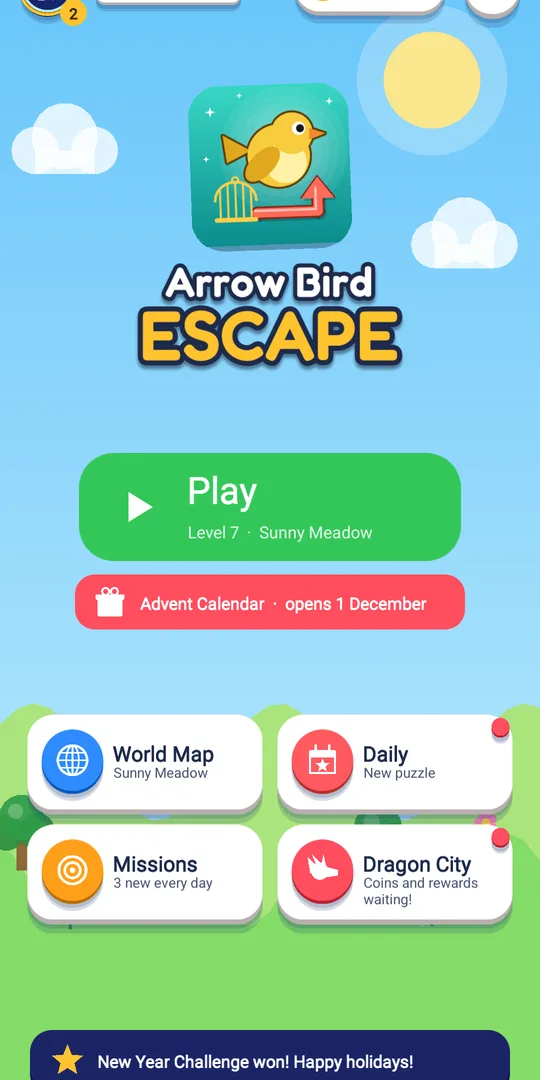 2
Arrow Bird
ESCAPE
Play
Level 7 · Sunny Meadow
Advent Calendar · opens 1 December
World Map
Sunny Meadow
Daily
New puzzle
Missions
3 new every day
Dragon City
Coins and rewards
waiting!
New Year Challenge won! Happy holidays!